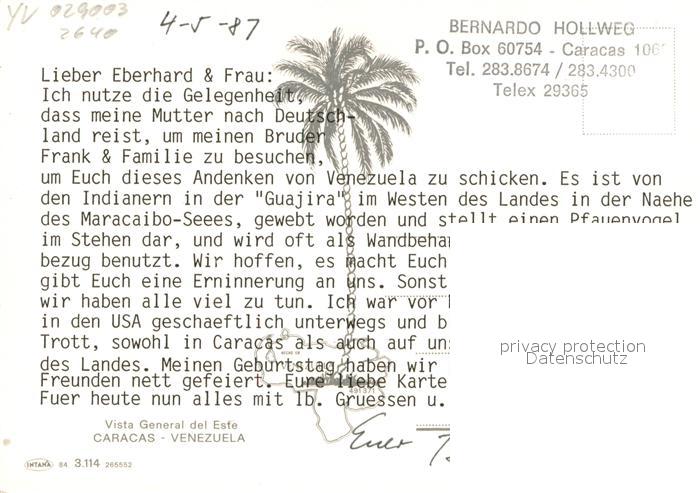 YV 029003
2640
4-5-87
BERNARDO HOLLWEG
P. O. Box 60754 - Caracas 106
Tel. 283.8674 / 283.4300
Telex 29365
Lieber Eberhard & Frau:
Ich nutze die Gelegenheit,
dass meine Mutter nach Deutsch-
land reist, um meinen Bruder
Frank & Familie zu besuchen,
um Euch dieses Andenken von Venezuela zu schicken. Es ist von
den Indianern in der "Guajira" im Westen des Landes in der Naehe
des Maracaibo-Seees, gewebt worden und stellt einen Pfauenvogel
im Stehen dar, und wird oft als Wandbeha
bezug benutzt. Wir hoffen, es macht Euch
gibt Euch eine Erninnerung an uns. Sonst
wir haben alle viel zu tun. Ich war vor
in den USA geschaeftlich unterwegs und b
Trott, sowohl in Caracas als auch auf un
des Landes. Meinen Geburtstag haben wir
Freunden nett gefeiert. Eure liebe Karte
Fuer heute nun alles mit lb. Gruessen u.
privacy protection
Datenschutz
491371
Vista General del Este
CARACAS - VENEZUELA
Euer
INTANA 84 3.114 265552